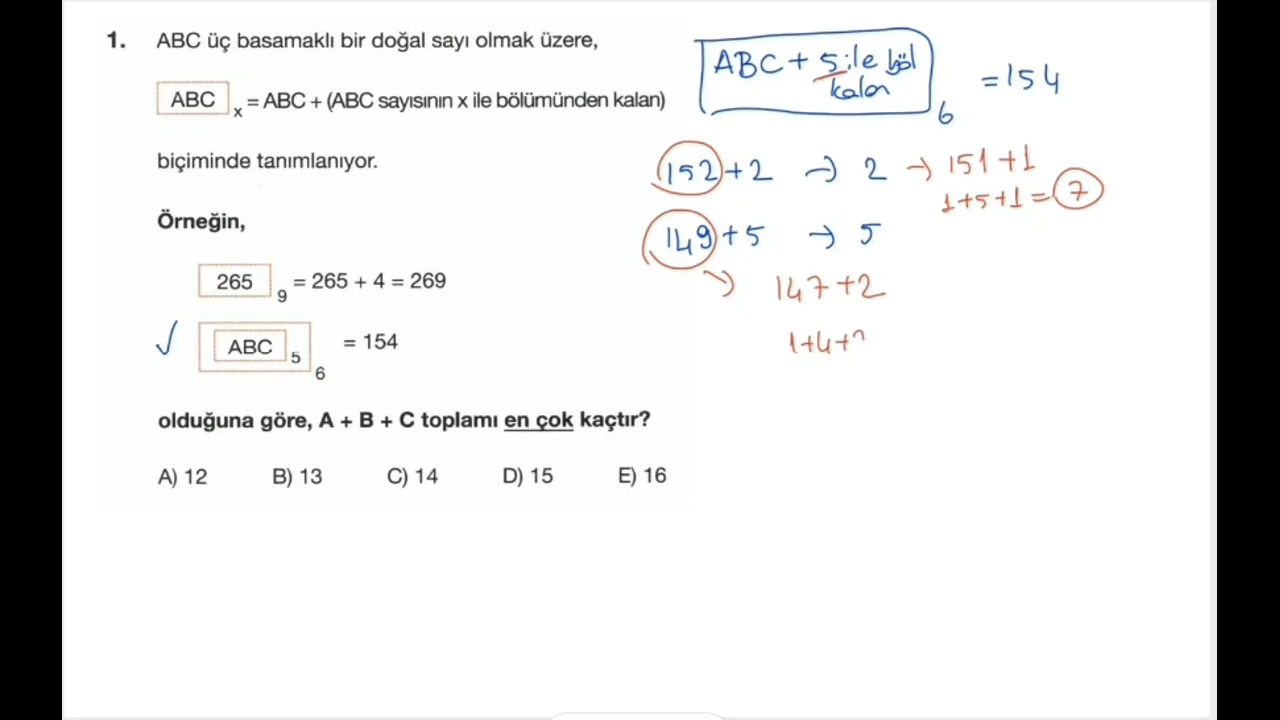 1. ABC üç basamaklı bir doğal sayı olmak üzere,
ABC x = ABC + (ABC sayısının x ile bölümünden kalan)
biçiminde tanımlanıyor.
Örneğin,
265 9 = 265 + 4 = 269
✓ ABC 5 6 = 154
olduğuna göre, A + B + C toplamı en çok kaçtır?
A) 12 B) 13 C) 14 D) 15 E) 16
ABC + 5 ile böl
kalan
6 = 154
152 + 2 → 2 → 151 + 1
1 + 5 + 1 = 7
149 + 5 → 5
→ 147 + 2
1 + 4 +